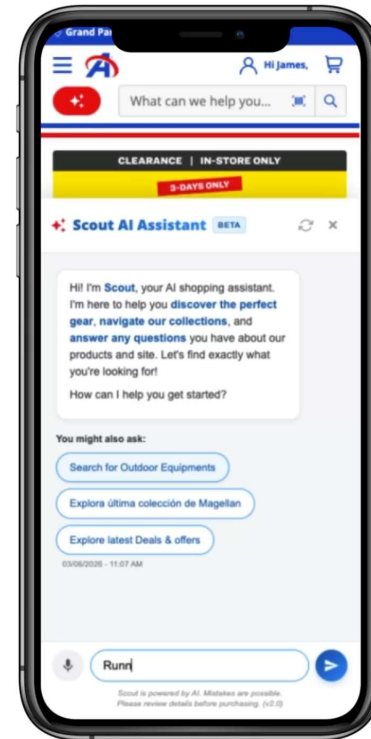 Grand Pa
Hi James,
What can we help you...
CLEARANCE | IN-STORE ONLY
3-DAYS ONLY
Scout AI Assistant BETA
Hi! I'm Scout, your AI shopping assistant.
I'm here to help you discover the perfect
gear, navigate our collections, and
answer any questions you have about our
products and site. Let's find exactly what
you're looking for!
How can I help you get started?
You might also ask:
Search for Outdoor Equipments
Explora última colección de Magellan
Explore latest Deals & offers
03/06/2026 - 11:07 AM
Runn
Scout is powered by AI. Mistakes are possible.
Please review details before purchasing. (v2.0)